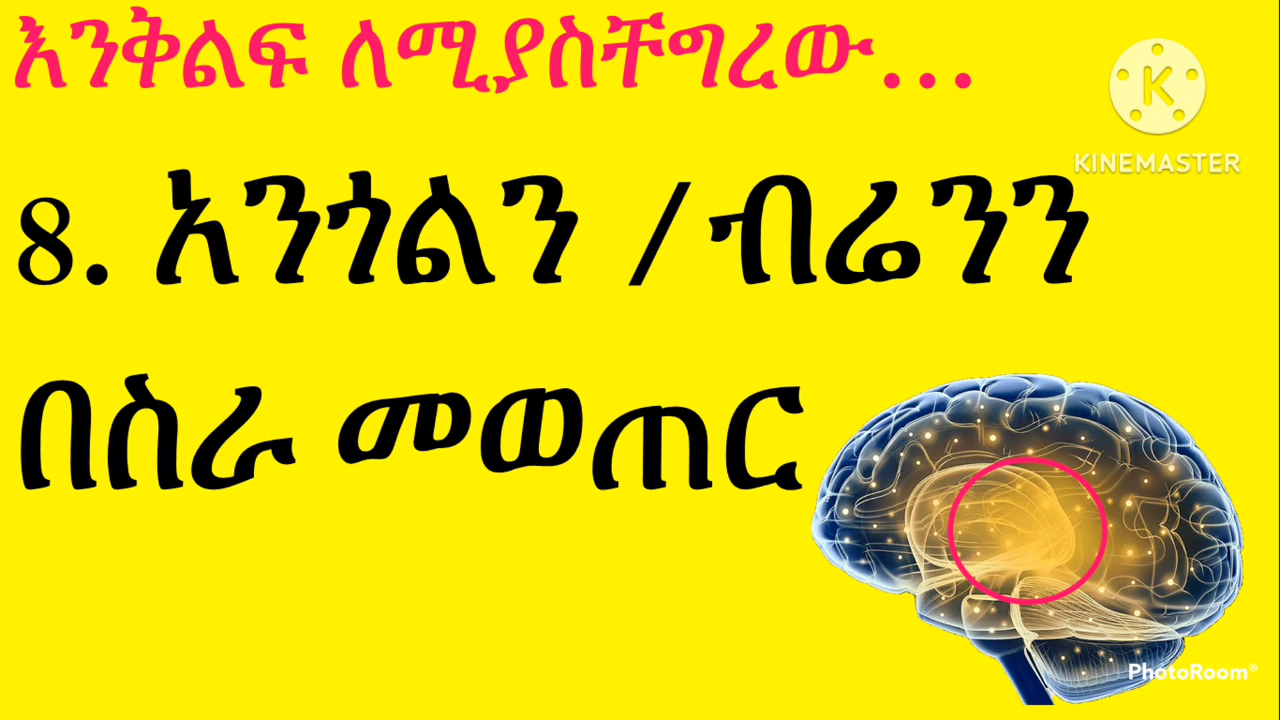 እንቅልፍ ለሚያስቸግረው...
K
KINEMASTER
8. አንጎልን / ብሬንን
በስራ መወጠር
PhotoRoom®